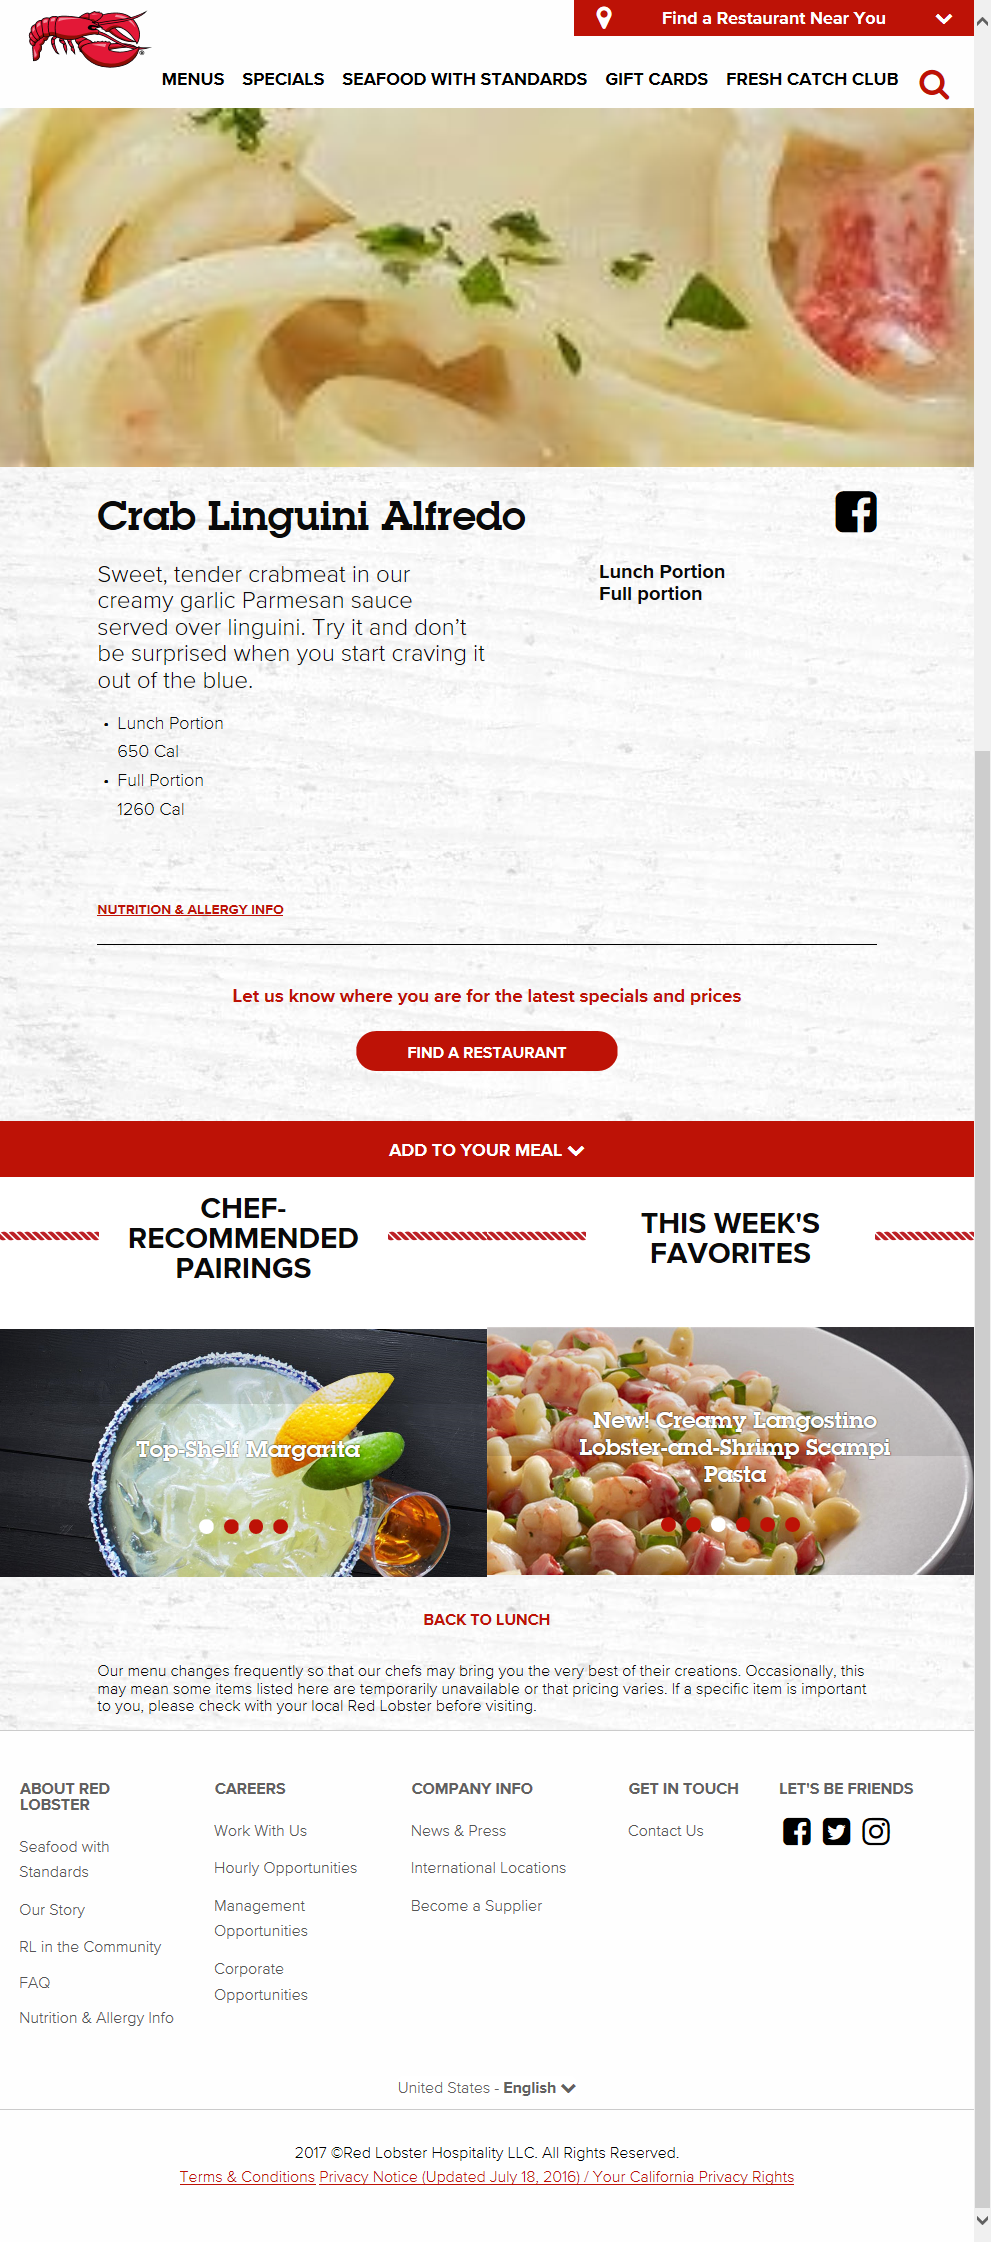 Find a Restaurant Near You
MENUS SPECIALS SEAFOOD WITH STANDARDS GIFT CARDS FRESH CATCH CLUB
Crab Linguini Alfredo
Sweet, tender crabmeat in our
creamy garlic Parmesan sauce
served over linguini. Try it and don't
be surprised when you start craving it
out of the blue.
Lunch Portion
Full portion
• Lunch Portion
650 Cal
• Full Portion
1260 Cal
NUTRITION & ALLERGY INFO
Let us know where you are for the latest specials and prices
FIND A RESTAURANT
ADD TO YOUR MEAL
CHEF-
RECOMMENDED
PAIRINGS
THIS WEEK'S
FAVORITES
Top-Shelf Margarita
New! Creamy Langostino
Lobster-and-Shrimp Scampi
Pasta
BACK TO LUNCH
Our menu changes frequently so that our chefs may bring you the very best of their creations. Occasionally, this
may mean some items listed here are temporarily unavailable or that pricing varies. If a specific item is important
to you, please check with your local Red Lobster before visiting.
ABOUT RED
LOBSTER
Seafood with
Standards
Our Story
RL in the Community
FAQ
Nutrition & Allergy Info
CAREERS
Work With Us
Hourly Opportunities
Management
Opportunities
Corporate
Opportunities
COMPANY INFO
News & Press
International Locations
Become a Supplier
GET IN TOUCH
Contact Us
LET'S BE FRIENDS
United States - English
2017 ©Red Lobster Hospitality LLC. All Rights Reserved.
Terms & Conditions Privacy Notice (Updated July 18, 2016) / Your California Privacy Rights